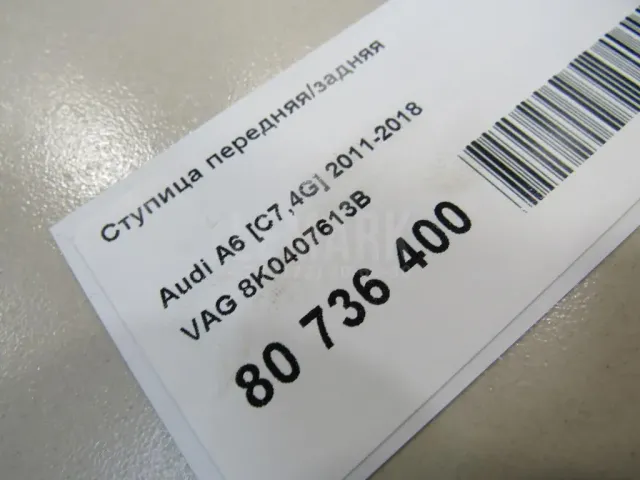 Ступица передняя/задняя
Audi A6 [C7,4G] 2011-2018
VAG 8K0407613B
80 736 400